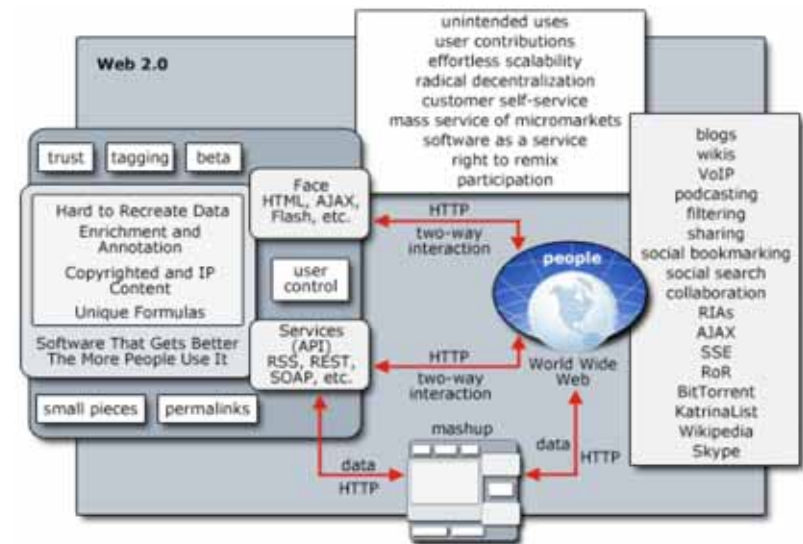 Web 2.0
unintended uses
user contributions
effortless scalability
radical decentralization
customer self-service
mass service of micromarkets
software as a service
right to remix
participation
trust
tagging
beta
Hard to Recreate Data
Enrichment and
Annotation
Copyrighted and IP
Content
Unique Formulas
Software That Gets Better
The More People Use It
small pieces
permalinks
Face
HTML, AJAX,
Flash, etc.
user
control
Services
(API)
RSS, REST,
SOAP, etc.
HTTP
two-way
interaction
HTTP
two-way
interaction
people
World Wide
Web
mashup
data
HTTP
data
HTTP
blogs
wikis
VoIP
podcasting
filtering
sharing
social bookmarking
social search
collaboration
RIAs
AJAX
SSE
RoR
BitTorrent
KatrinaList
Wikipedia
Skype